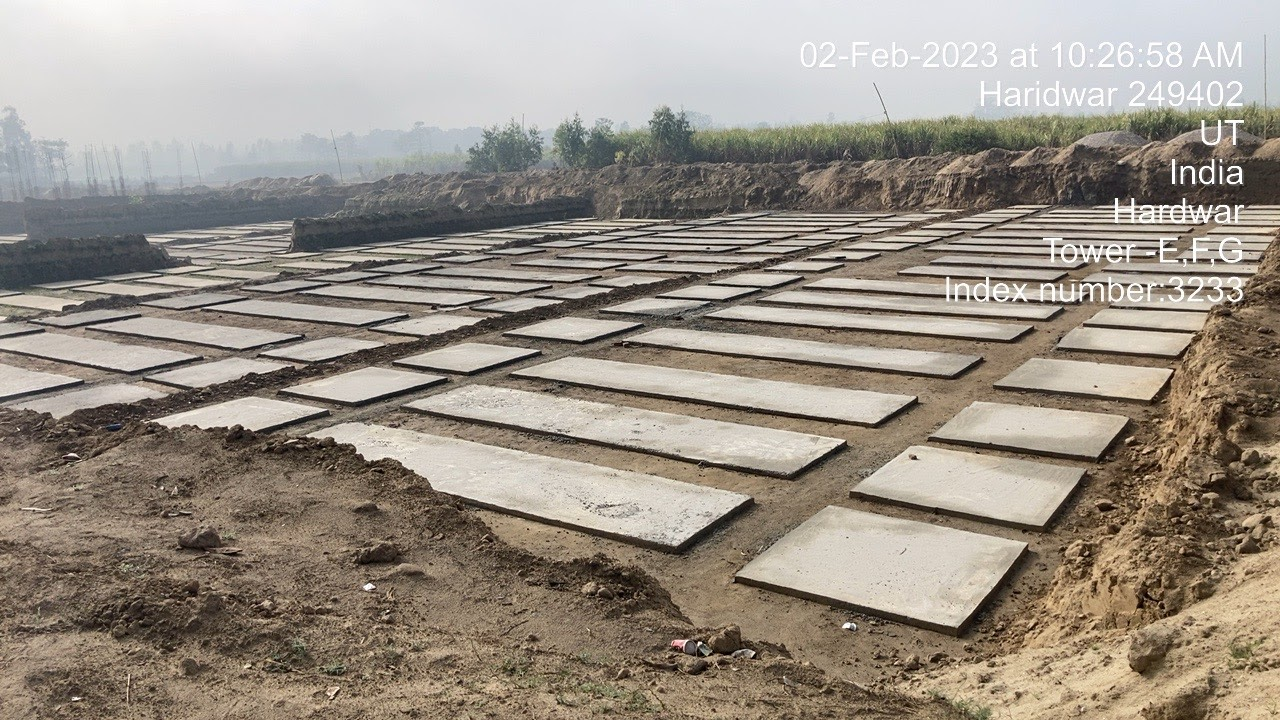 02-Feb-2023 at 10:26:58 AM
Haridwar 249402
UT
India
Hardwar
Tower -E,F,G
Index number:3233